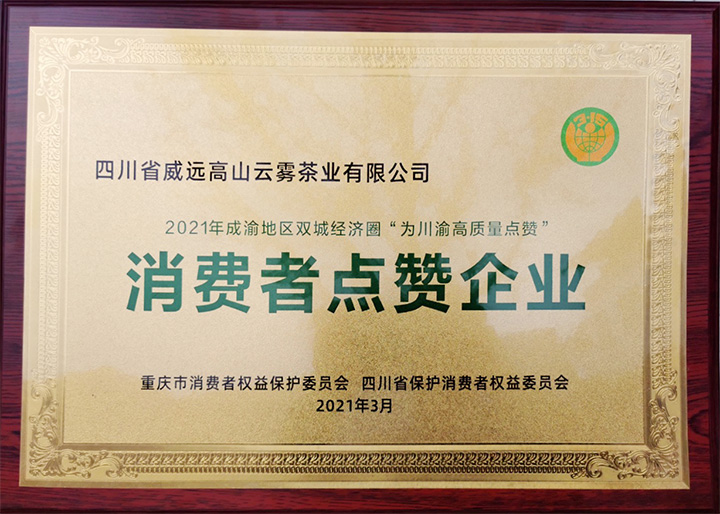 315
四川省威远高山云雾茶业有限公司
2021年成渝地区双城经济圈“为川渝高质量点赞”
消费者点赞企业
重庆市消费者权益保护委员会 四川省保护消费者权益委员会
2021年3月